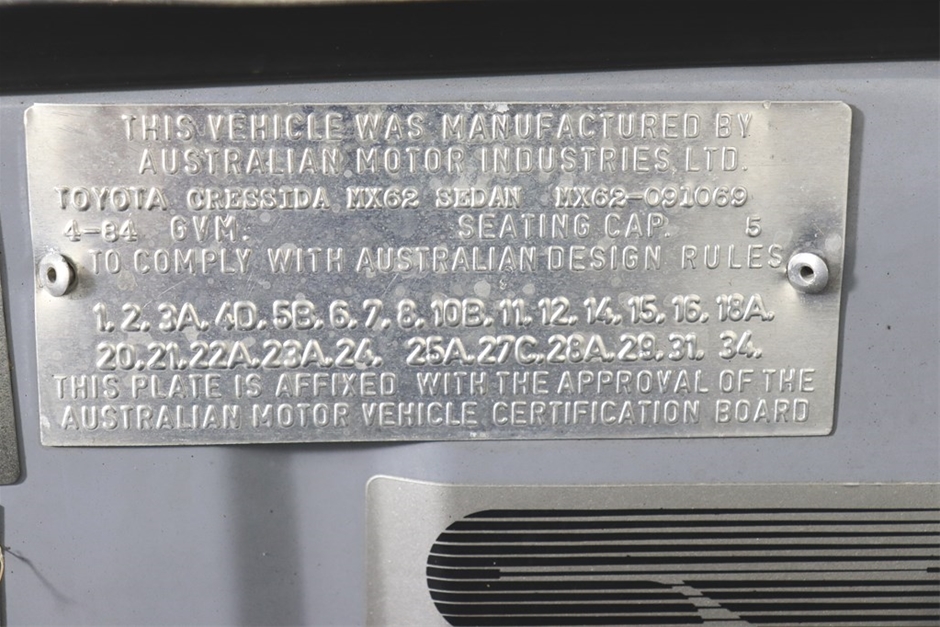 THIS VEHICLE WAS MANUFACTURED BY
AUSTRALIAN MOTOR INDUSTRIES, LTD.
TOYOTA CRESSIDA MX62 SEDAN MX62-091069
4-84 GVM. SEATING CAP. 5
TO COMPLY WITH AUSTRALIAN DESIGN RULES
1. 2. 3A. 4D. 5B. 6. 7. 8. 10B. 11. 12. 14. 15. 16. 18A.
20. 21. 22A. 23A. 24. 25A. 27C. 28A. 29. 31. 34.
THIS PLATE IS AFFIXED WITH THE APPROVAL OF THE
AUSTRALIAN MOTOR VEHICLE CERTIFICATION BOARD